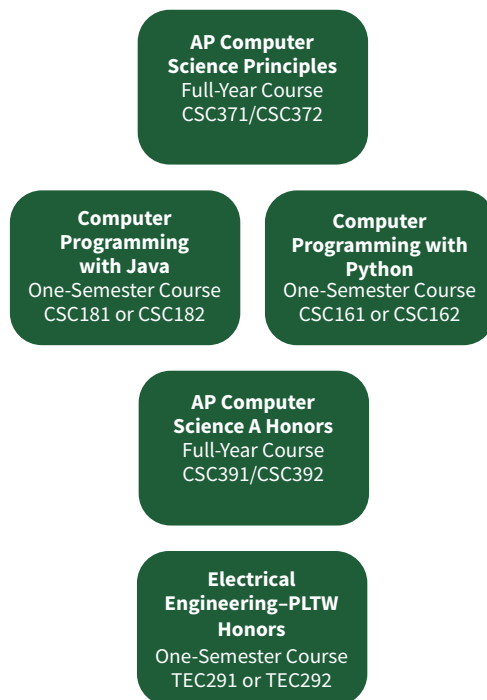 AP Computer
Science Principles
Full-Year Course
CSC371/CSC372
Computer
Programming
with Java
One-Semester Course
CSC181 or CSC182
Computer
Programming with
Python
One-Semester Course
CSC161 or CSC162
AP Computer
Science A Honors
Full-Year Course
CSC391/CSC392
Electrical
Engineering–PLTW
Honors
One-Semester Course
TEC291 or TEC292